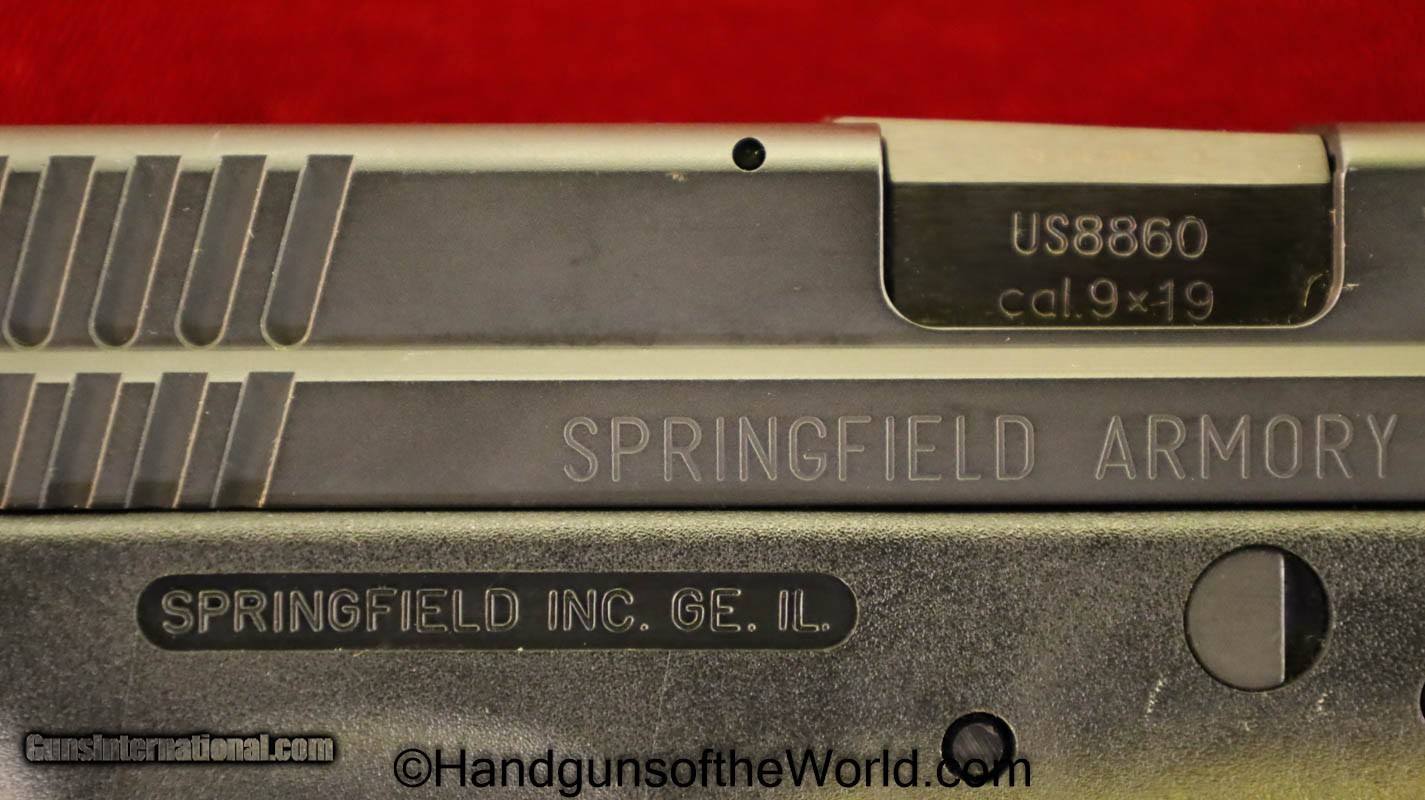 US8860
cal.9×19
SPRINGFIELD ARMORY
SPRINGFIELD INC. GE. IL.
GunsInternational.com
©HandgunsoftheWorld.com